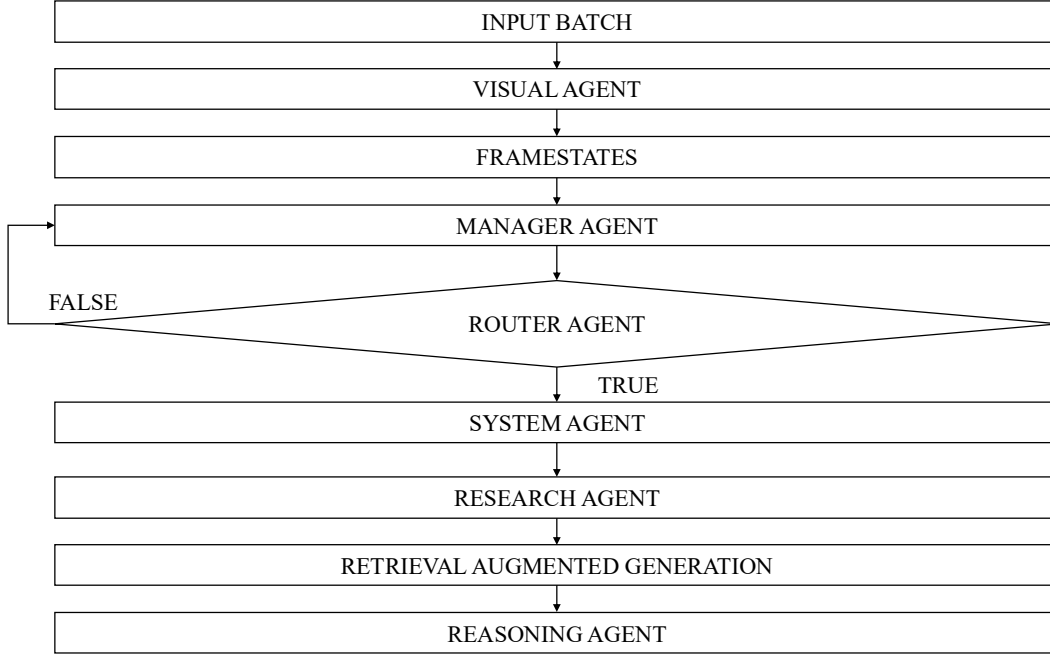 INPUT BATCH
VISUAL AGENT
FRAMESTATES
MANAGER AGENT
FALSE
ROUTER AGENT
TRUE
SYSTEM AGENT
RESEARCH AGENT
RETRIEVAL AUGMENTED GENERATION
REASONING AGENT